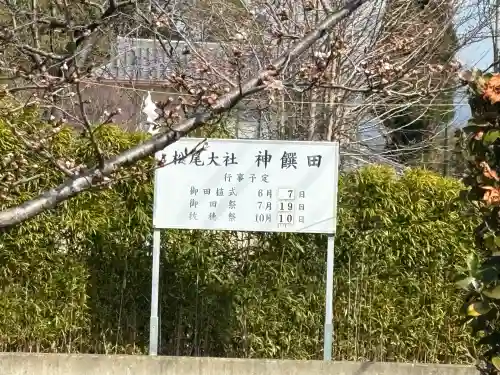 松尾大社 神饌田
行事予定
御田植式 6月 7日
御田祭 7月 19日
抜穂祭 10月 10日